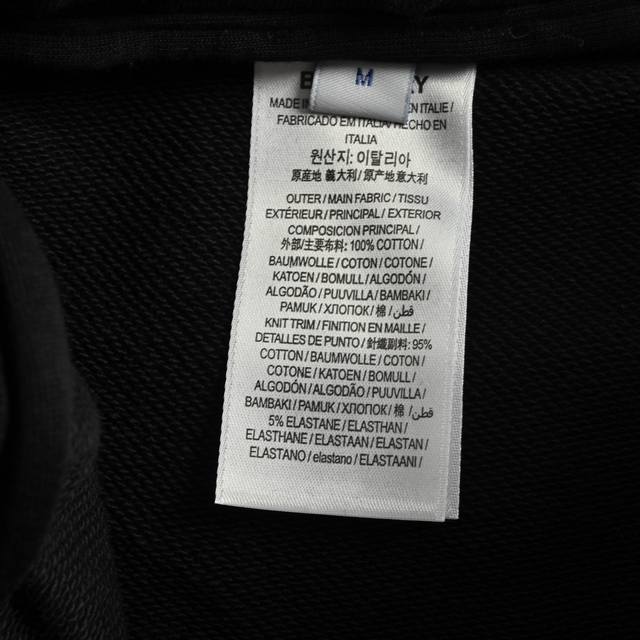 M
MADE IN EN ITALIE /
FABRICADO EM ITALIA / HECHO EN
ITALIA
원산지: 이탈리아
原産地 義大利 / 原产地意大利
OUTER / MAIN FABRIC / TISSU
EXTÉRIEUR / PRINCIPAL / EXTERIOR
COMPOSICION PRINCIPAL /
外部/主要布料: 100% COTTON /
BAUMWOLLE / COTON / COTONE /
KATOEN / BOMULL / ALGODÓN /
ALGODÃO / PUUVILLA / BAMBAKI /
PAMUK / ХЛОПОК / 棉 / قطن /
KNIT TRIM / FINITION EN MAILLE /
DETALLES DE PUNTO / 針織副料: 95%
COTTON / BAUMWOLLE / COTON /
COTONE / KATOEN / BOMULL /
ALGODÓN / ALGODÃO / PUUVILLA /
BAMBAKI / PAMUK / ХЛОПОК / 棉 / قطن /
5% ELASTANE / ELASTHAN /
ELASTHANE / ELASTAAN / ELASTAN /
ELASTANO / elastano / ELASTAANI /